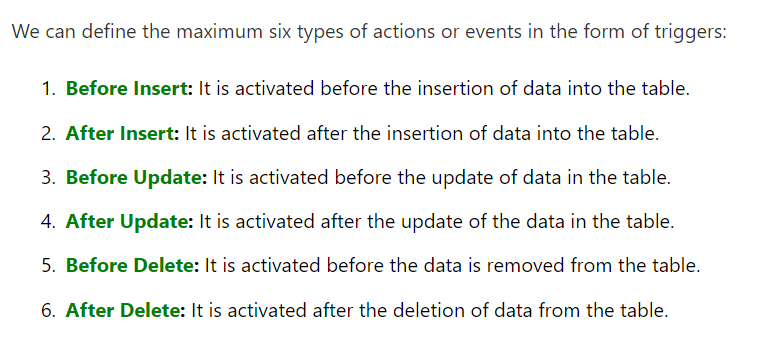 We can define the maximum six types of actions or events in the form of triggers:
1. Before Insert: It is activated before the insertion of data into the table.
2. After Insert: It is activated after the insertion of data into the table.
3. Before Update: It is activated before the update of data in the table.
4. After Update: It is activated after the update of the data in the table.
5. Before Delete: It is activated before the data is removed from the table.
6. After Delete: It is activated after the deletion of data from the table.